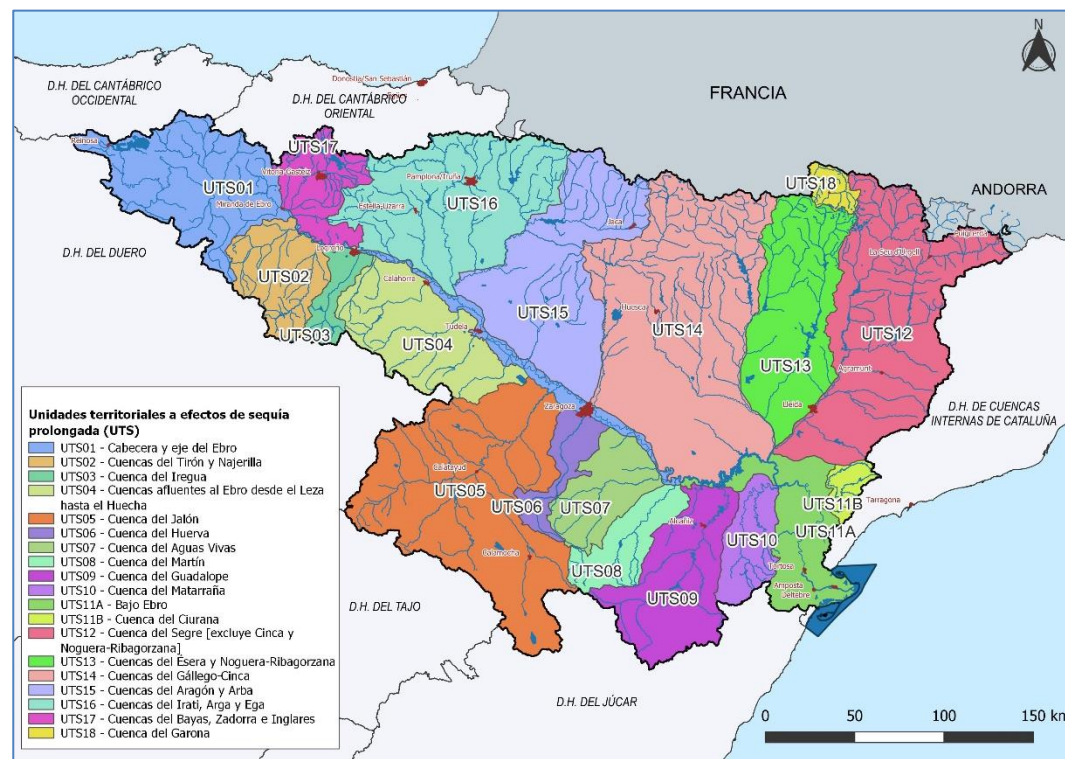 N
D.H. DEL CANTÁBRICO
OCCIDENTAL
Donostia/San Sebastián
D.H. DEL CANTÁBRICO
ORIENTAL
FRANCIA
ANDORRA
Reinosa
UTS17
Vitoria-Gasteiz
UTS01
Miranda de Ebro
Pamplona/Iruña
UTS16
Estella-Lizarra
UTS18
Puigcerdá
La Seu d'Urgell
Jaca
D.H. DEL DUERO
Logroño
UTS02
UTS03
Calahorra
UTS04
Tudela
UTS15
Huesca
UTS14
UTS13
UTS12
Agramunt
Lleida
Zaragoza
D.H. DE CUENCAS
INTERNAS DE CATALUÑA
Calatayud
UTS05
UTS06
UTS07
Calamocha
UTS08
Alcañiz
UTS09
UTS10
UTS11B
UTS11A
Tarragona
Tortosa
Amposta
Deltebre
D.H. DEL TAJO
D.H. DEL JÚCAR
Unidades territoriales a efectos de sequía
prolongada (UTS)
UTS01 - Cabecera y eje del Ebro
UTS02 - Cuencas del Tirón y Najerilla
UTS03 - Cuenca del Iregua
UTS04 - Cuencas afluentes al Ebro desde el Leza
hasta el Huecha
UTS05 - Cuenca del Jalón
UTS06 - Cuenca del Huerva
UTS07 - Cuenca del Aguas Vivas
UTS08 - Cuenca del Martín
UTS09 - Cuenca del Guadalope
UTS10 - Cuenca del Matarraña
UTS11A - Bajo Ebro
UTS11B - Cuenca del Ciurana
UTS12 - Cuenca del Segre [excluye Cinca y
Noguera-Ribagorzana]
UTS13 - Cuencas del Ésera y Noguera-Ribagorzana
UTS14 - Cuencas del Gállego-Cinca
UTS15 - Cuencas del Aragón y Arba
UTS16 - Cuencas del Irati, Arga y Ega
UTS17 - Cuencas del Bayas, Zadorra e Inglares
UTS18 - Cuenca del Garona
0 50 100 150 km